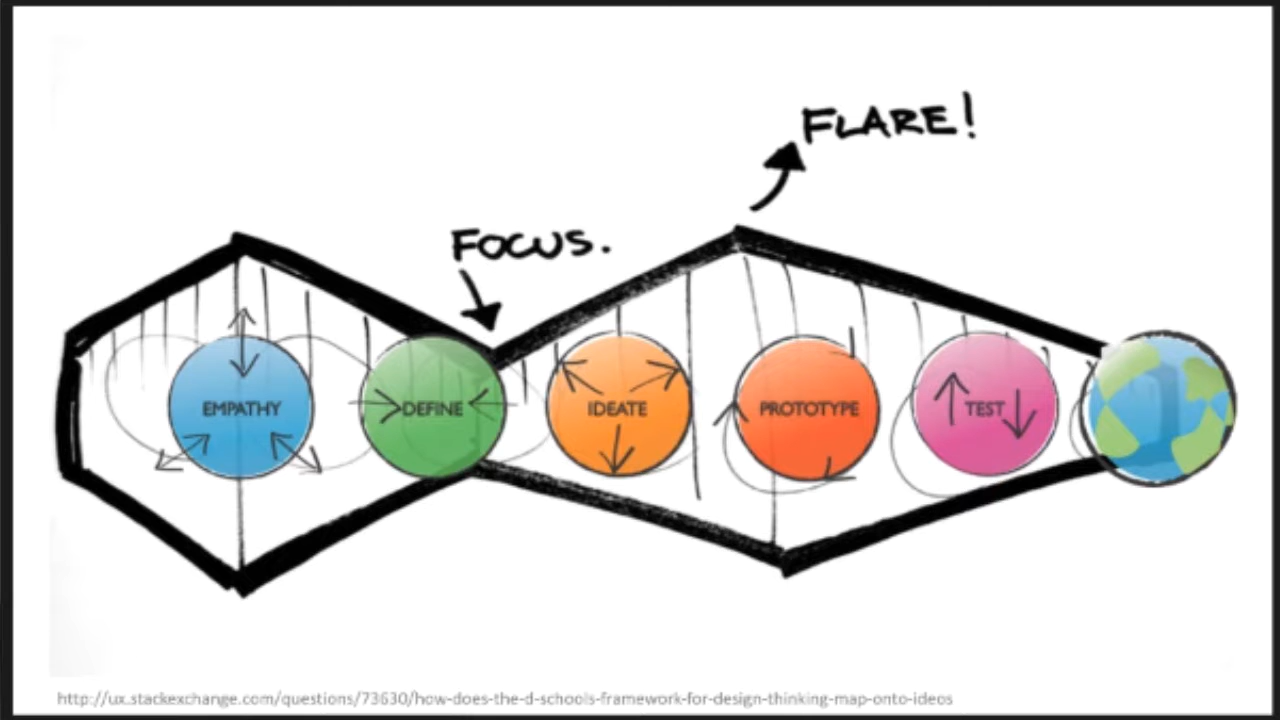 FLARE!
FOCUS.
EMPATHY
DEFINE
IDEATE
PROTOTYPE
TEST
http://ux.stackexchange.com/questions/73630/how-does-the-d-schools-framework-for-design-thinking-map-onto-ideos